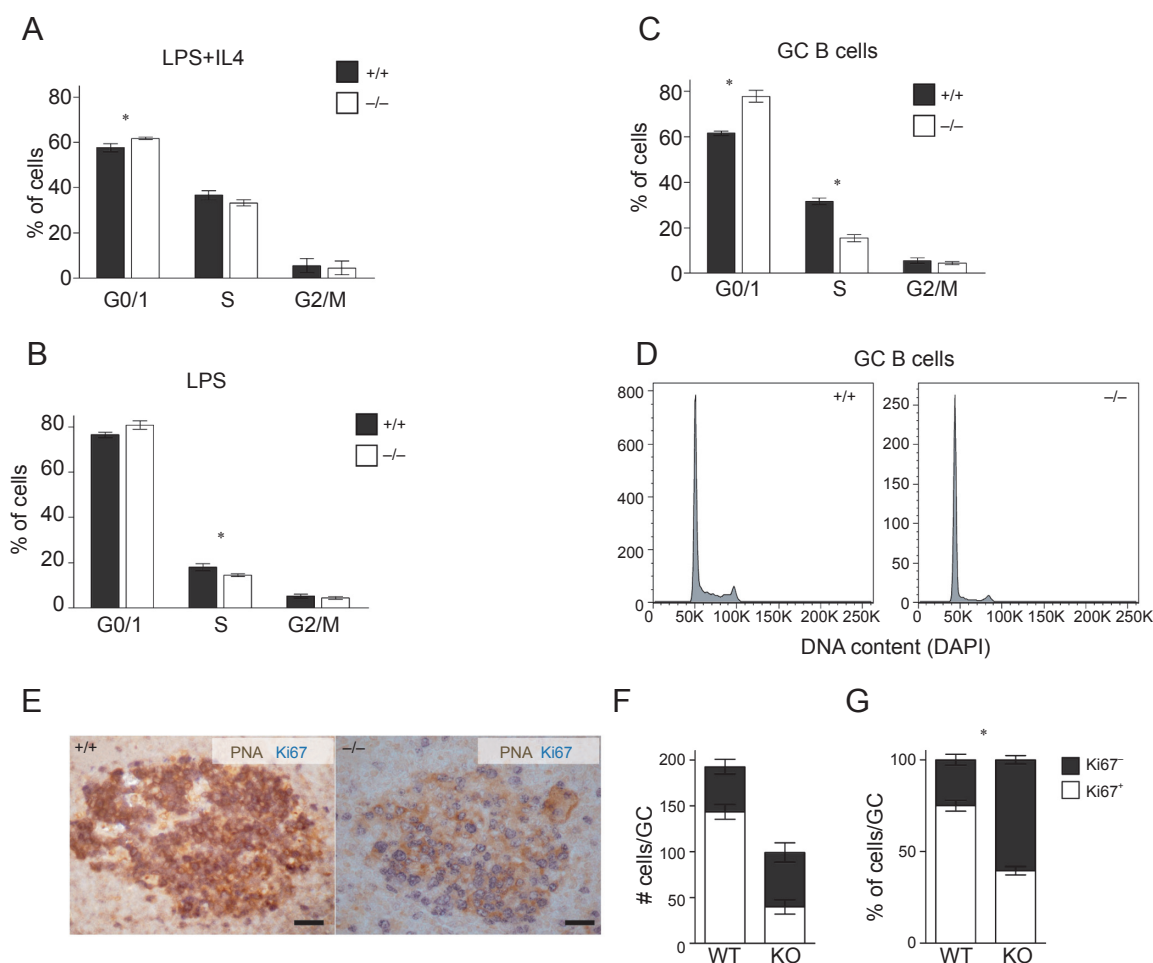 A
LPS+IL4
+/+
–/–
% of cells
80
60
40
20
0
*
G0/1 S G2/M
B
LPS
+/+
–/–
% of cells
80
60
40
20
0
*
G0/1 S G2/M
C
GC B cells
+/+
–/–
% of cells
80
60
40
20
0
*
*
G0/1 S G2/M
D
GC B cells
+/+
800
600
400
200
0
0 50K 100K 150K 200K 250K
–/–
250
200
150
100
50
0
0 50K 100K 150K 200K 250K
DNA content (DAPI)
E
+/+
PNA Ki67
–/–
PNA Ki67
F
# cells/GC
200
150
100
50
0
WT KO
G
*
% of cells/GC
100
50
0
WT KO
Ki67–
Ki67+